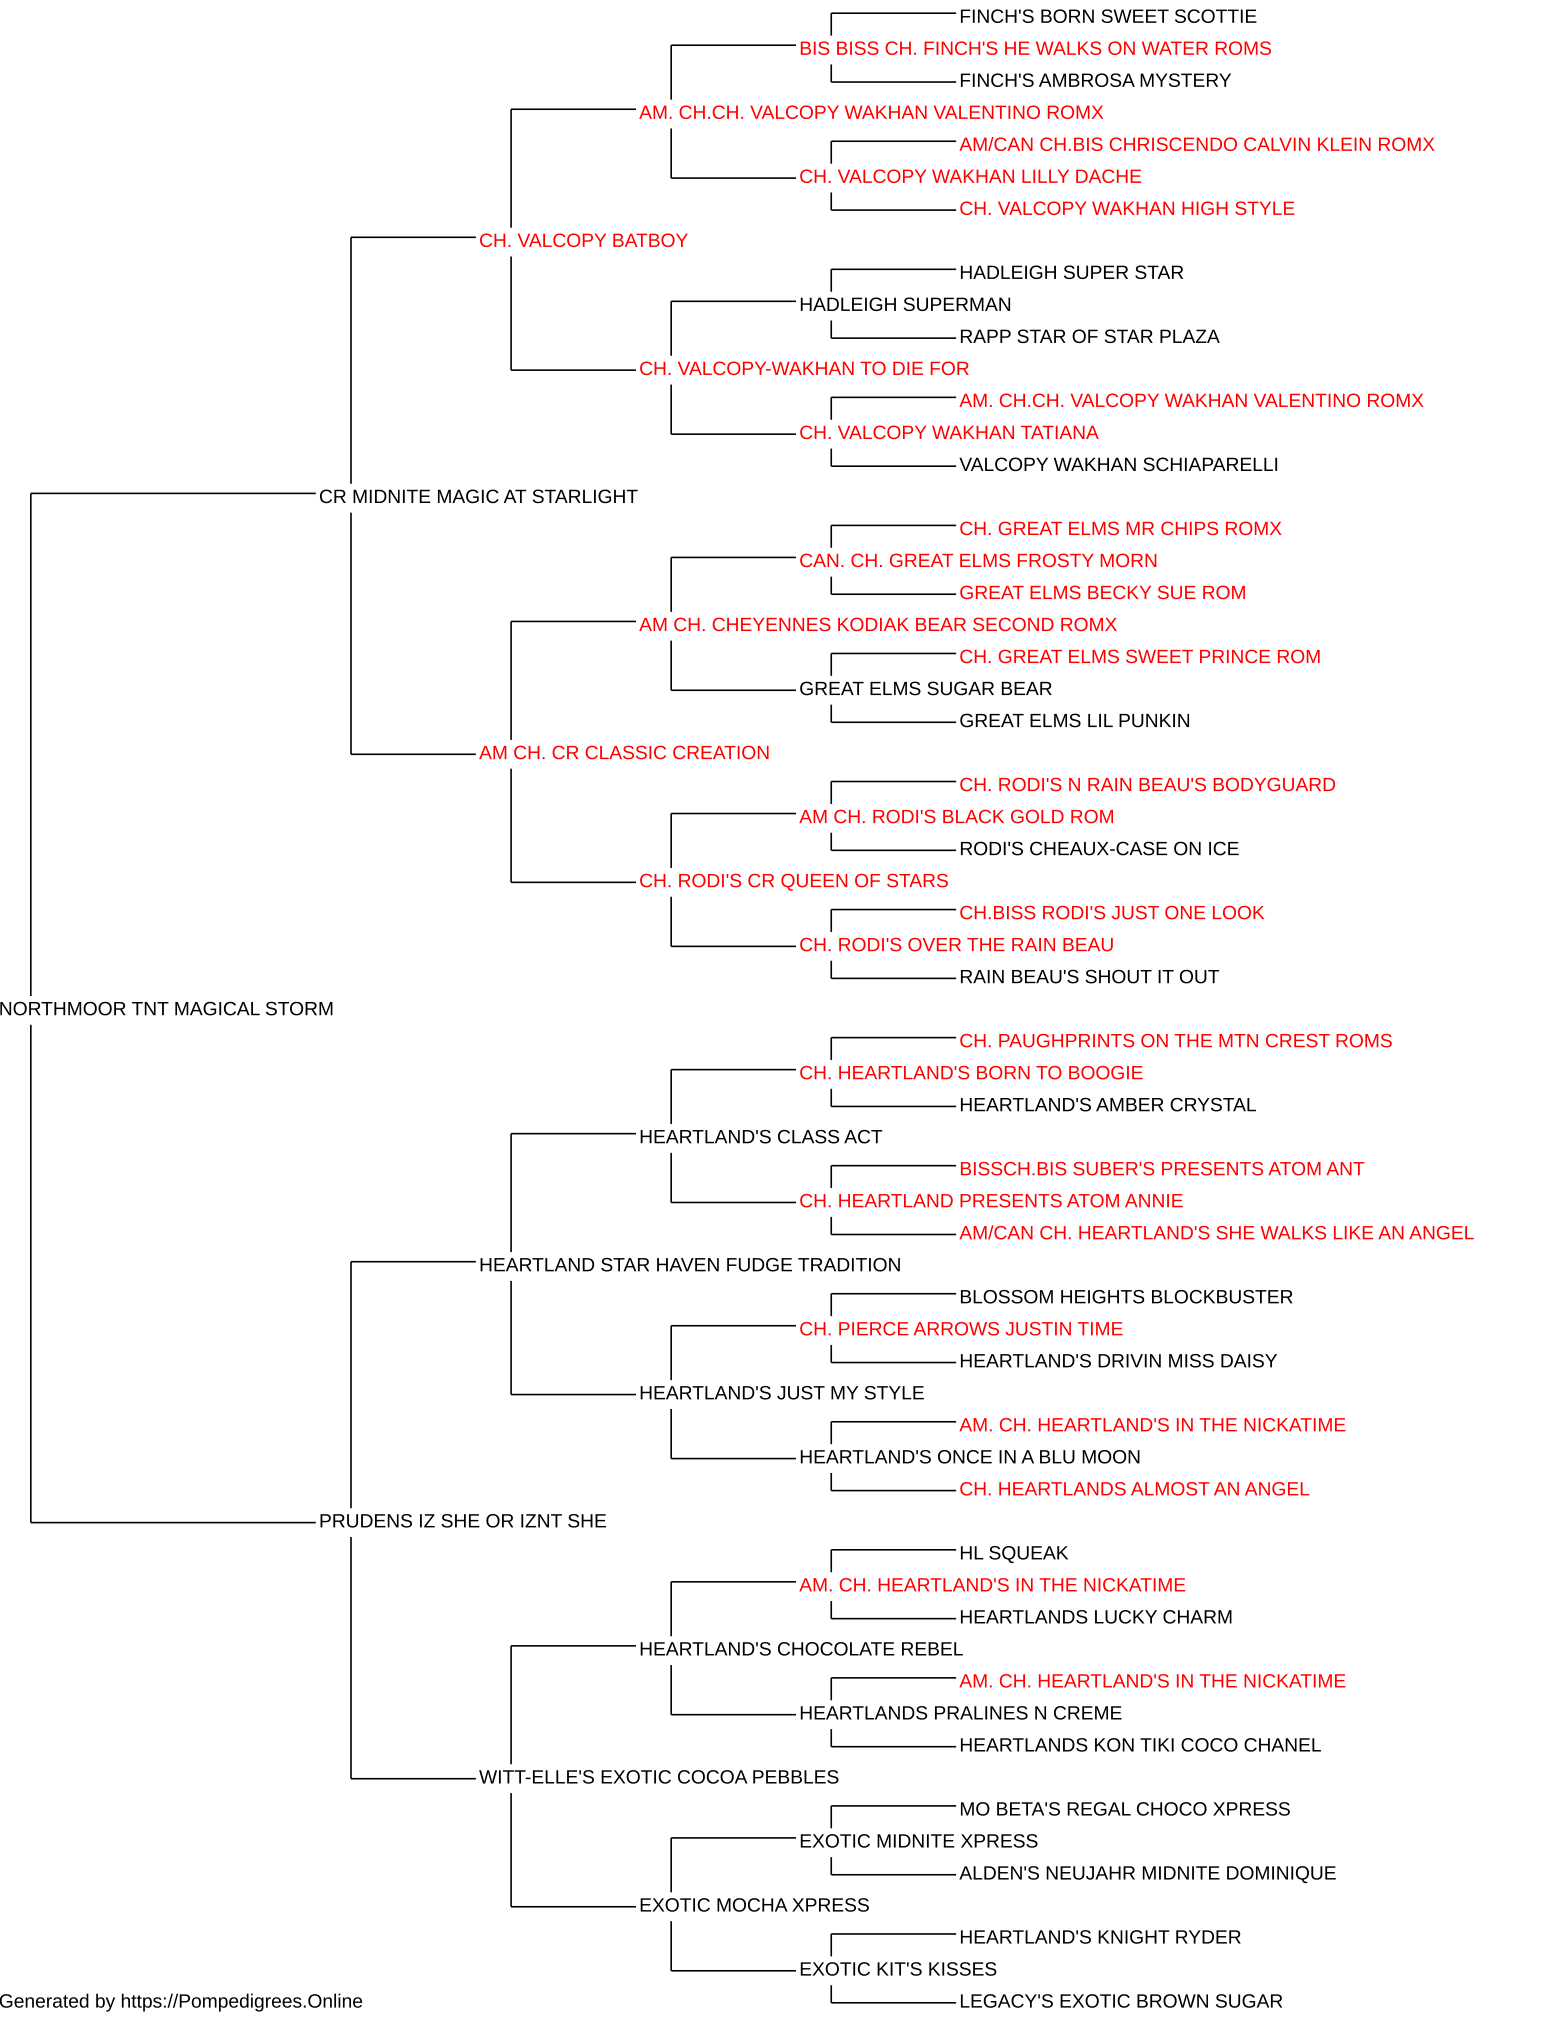 FINCH'S BORN SWEET SCOTTIE
BIS BISS CH. FINCH'S HE WALKS ON WATER ROMS
FINCH'S AMBROSA MYSTERY
AM. CH.CH. VALCOPY WAKHAN VALENTINO ROMX
AM/CAN CH.BIS CHRISCENDO CALVIN KLEIN ROMX
CH. VALCOPY WAKHAN LILLY DACHE
CH. VALCOPY WAKHAN HIGH STYLE
CH. VALCOPY BATBOY
HADLEIGH SUPER STAR
HADLEIGH SUPERMAN
RAPP STAR OF STAR PLAZA
CH. VALCOPY-WAKHAN TO DIE FOR
AM. CH.CH. VALCOPY WAKHAN VALENTINO ROMX
CH. VALCOPY WAKHAN TATIANA
VALCOPY WAKHAN SCHIAPARELLI
CR MIDNITE MAGIC AT STARLIGHT
CH. GREAT ELMS MR CHIPS ROMX
CAN. CH. GREAT ELMS FROSTY MORN
GREAT ELMS BECKY SUE ROM
AM CH. CHEYENNES KODIAK BEAR SECOND ROMX
CH. GREAT ELMS SWEET PRINCE ROM
GREAT ELMS SUGAR BEAR
GREAT ELMS LIL PUNKIN
AM CH. CR CLASSIC CREATION
CH. RODI'S N RAIN BEAU'S BODYGUARD
AM CH. RODI'S BLACK GOLD ROM
RODI'S CHEAUX-CASE ON ICE
CH. RODI'S CR QUEEN OF STARS
CH.BISS RODI'S JUST ONE LOOK
CH. RODI'S OVER THE RAIN BEAU
RAIN BEAU'S SHOUT IT OUT
NORTHMOOR TNT MAGICAL STORM
CH. PAUGHPRINTS ON THE MTN CREST ROMS
CH. HEARTLAND'S BORN TO BOOGIE
HEARTLAND'S AMBER CRYSTAL
HEARTLAND'S CLASS ACT
BISSCH.BIS SUBER'S PRESENTS ATOM ANT
CH. HEARTLAND PRESENTS ATOM ANNIE
AM/CAN CH. HEARTLAND'S SHE WALKS LIKE AN ANGEL
HEARTLAND STAR HAVEN FUDGE TRADITION
BLOSSOM HEIGHTS BLOCKBUSTER
CH. PIERCE ARROWS JUSTIN TIME
HEARTLAND'S DRIVIN MISS DAISY
HEARTLAND'S JUST MY STYLE
AM. CH. HEARTLAND'S IN THE NICKATIME
HEARTLAND'S ONCE IN A BLU MOON
CH. HEARTLANDS ALMOST AN ANGEL
PRUDENS IZ SHE OR IZNT SHE
HL SQUEAK
AM. CH. HEARTLAND'S IN THE NICKATIME
HEARTLANDS LUCKY CHARM
HEARTLAND'S CHOCOLATE REBEL
AM. CH. HEARTLAND'S IN THE NICKATIME
HEARTLANDS PRALINES N CREME
HEARTLANDS KON TIKI COCO CHANEL
WITT-ELLE'S EXOTIC COCOA PEBBLES
MO BETA'S REGAL CHOCO XPRESS
EXOTIC MIDNITE XPRESS
ALDEN'S NEUJAHR MIDNITE DOMINIQUE
EXOTIC MOCHA XPRESS
HEARTLAND'S KNIGHT RYDER
EXOTIC KIT'S KISSES
LEGACY'S EXOTIC BROWN SUGAR
Generated by https://Pompedigrees.Online